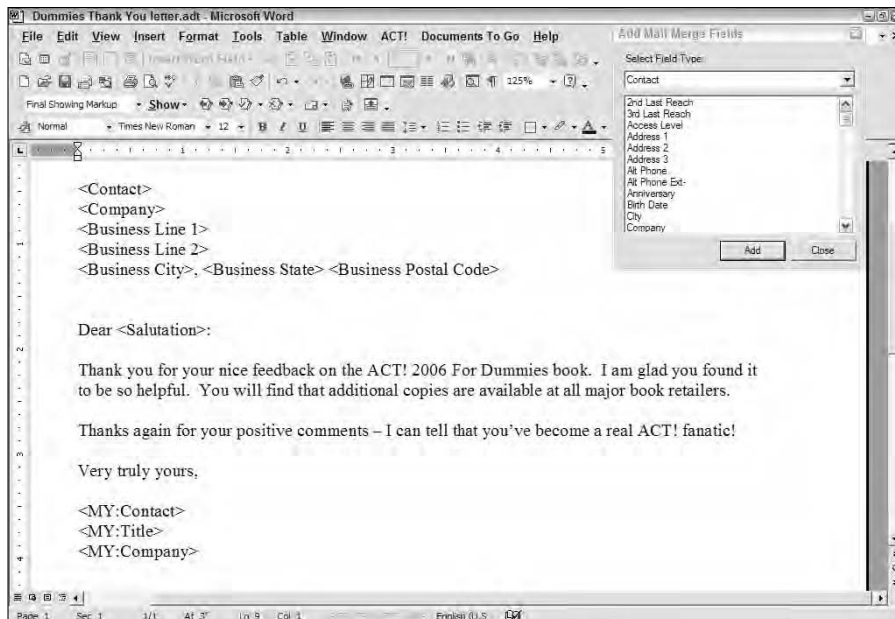 Dummies Thank You letter.adt - Microsoft Word
File Edit View Insert Format Tools Table Window ACT! Documents To Go Help
Add Mail Merge Fields
Select Field Type:
Contact
2nd Last Reach
3rd Last Reach
Access Level
Address 1
Address 2
Address 3
Alt Phone
Alt Phone Ext-
Anniversary
Birth Date
City
Company
Add Close
125%
Final Showing Markup Show
Normal Times New Roman 12 B I U
1 2 3 4 5
<Contact>
<Company>
<Business Line 1>
<Business Line 2>
<Business City>, <Business State> <Business Postal Code>
Dear <Salutation>:
Thank you for your nice feedback on the ACT! 2006 For Dummies book. I am glad you found it
to be so helpful. You will find that additional copies are available at all major book retailers.
Thanks again for your positive comments – I can tell that you've become a real ACT! fanatic!
Very truly yours,
<MY:Contact>
<MY:Title>
<MY:Company>
Page 1 Sec 1 1/1 At 3" Ln 9 Col 1 English (U.S